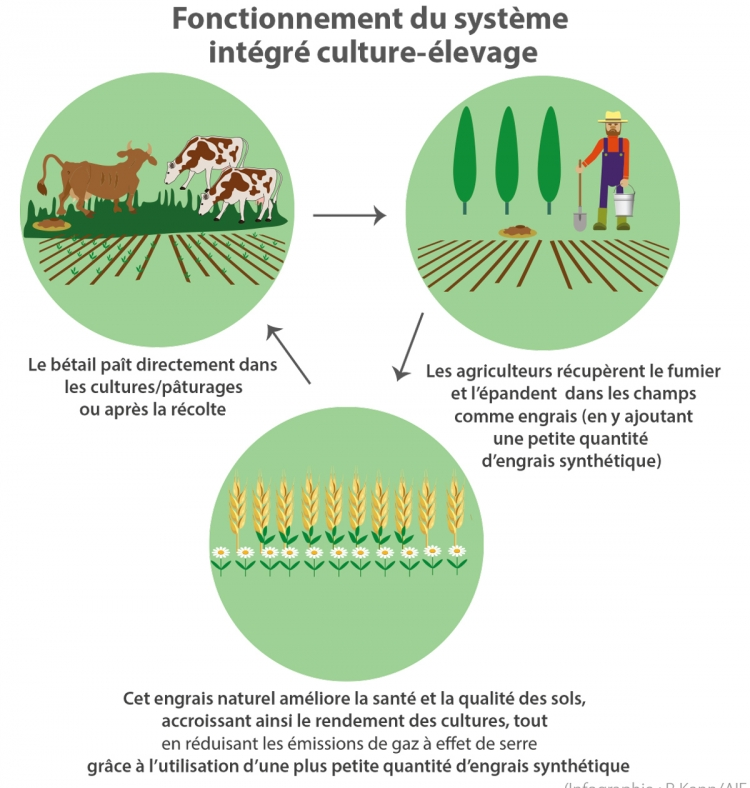 Fonctionnement du système
intégré culture-élevage
Le bétail paît directement dans
les cultures/pâturages
ou après la récolte
Les agriculteurs récupèrent le fumier
et l’épandent dans les champs
comme engrais (en y ajoutant
une petite quantité
d’engrais synthétique)
Cet engrais naturel améliore la santé et la qualité des sols,
accroissant ainsi le rendement des cultures, tout
en réduisant les émissions de gaz à effet de serre
grâce à l’utilisation d’une plus petite quantité d’engrais synthétique
(Infographie : B.